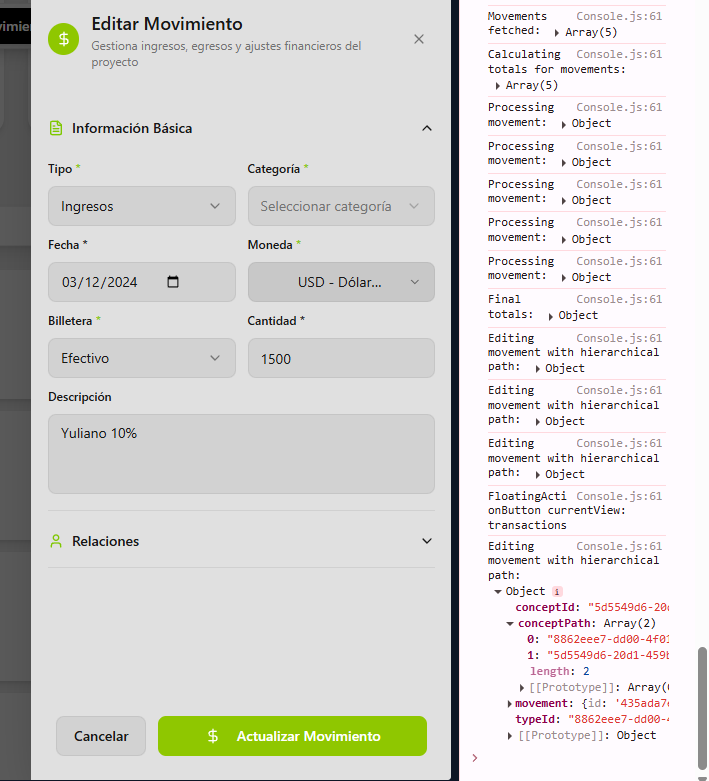 Editar Movimiento
Gestiona ingresos, egresos y ajustes financieros del
proyecto
Información Básica
Tipo *
Categoría *
Ingresos
Seleccionar categoría
Fecha *
Moneda *
03/12/2024
USD - Dólar...
Billetera *
Cantidad *
Efectivo
1500
Descripción
Yuliano 10%
Relaciones
Cancelar
$ Actualizar Movimiento
Movements Console.js:61
fetched: ▶ Array(5)
Calculating Console.js:61
totals for movements:
▶ Array(5)
Processing Console.js:61
movement: ▶ Object
Processing Console.js:61
movement: ▶ Object
Processing Console.js:61
movement: ▶ Object
Processing Console.js:61
movement: ▶ Object
Processing Console.js:61
movement: ▶ Object
Final Console.js:61
totals: ▶ Object
Editing Console.js:61
movement with hierarchical
path: ▶ Object
Editing Console.js:61
movement with hierarchical
path: ▶ Object
Editing Console.js:61
movement with hierarchical
path: ▶ Object
FloatingActi Console.js:61
onButton currentView:
transactions
Editing Console.js:61
movement with hierarchical
path:
▼ Object i
conceptId: "5d5549d6-20d
▼ conceptPath: Array(2)
0: "8862eee7-dd00-4f01
1: "5d5549d6-20d1-459b
length: 2
▶ [[Prototype]]: Array(
▶ movement: {id: '435ada7
typeId: "8862eee7-dd00-4
▶ [[Prototype]]: Object